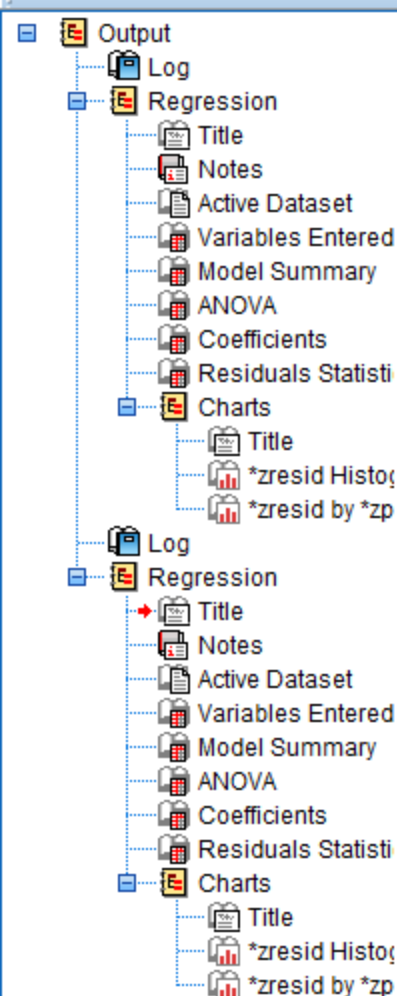 Output
Log
Regression
Title
Notes
Active Dataset
Variables Entered
Model Summary
ANOVA
Coefficients
Residuals Statisti
Charts
Title
*zresid Histog
*zresid by *zp
Log
Regression
Title
Notes
Active Dataset
Variables Entered
Model Summary
ANOVA
Coefficients
Residuals Statisti
Charts
Title
*zresid Histog
*zresid by *zp